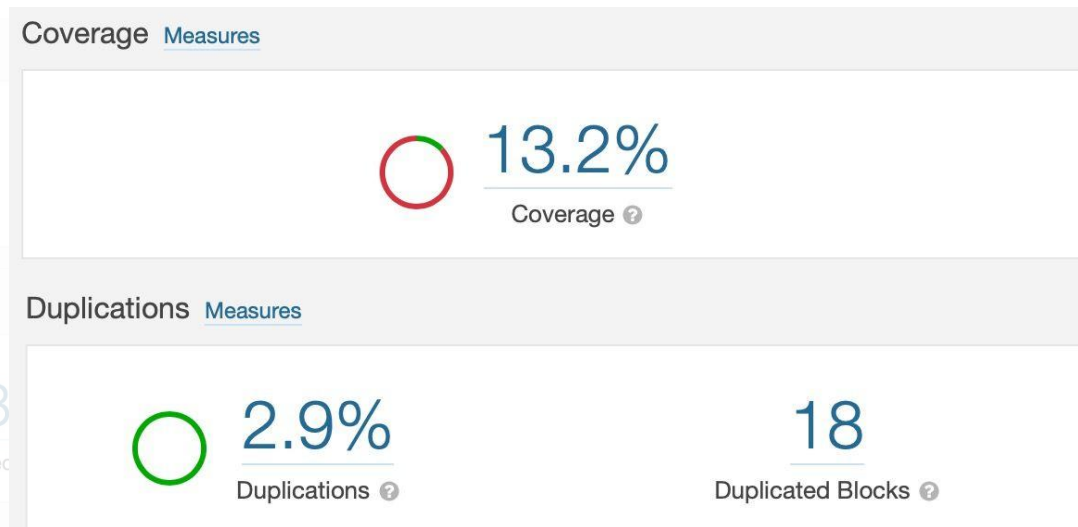 Coverage Measures
13.2%
Coverage ?
Duplications Measures
2.9%
18
Duplications ?
Duplicated Blocks ?